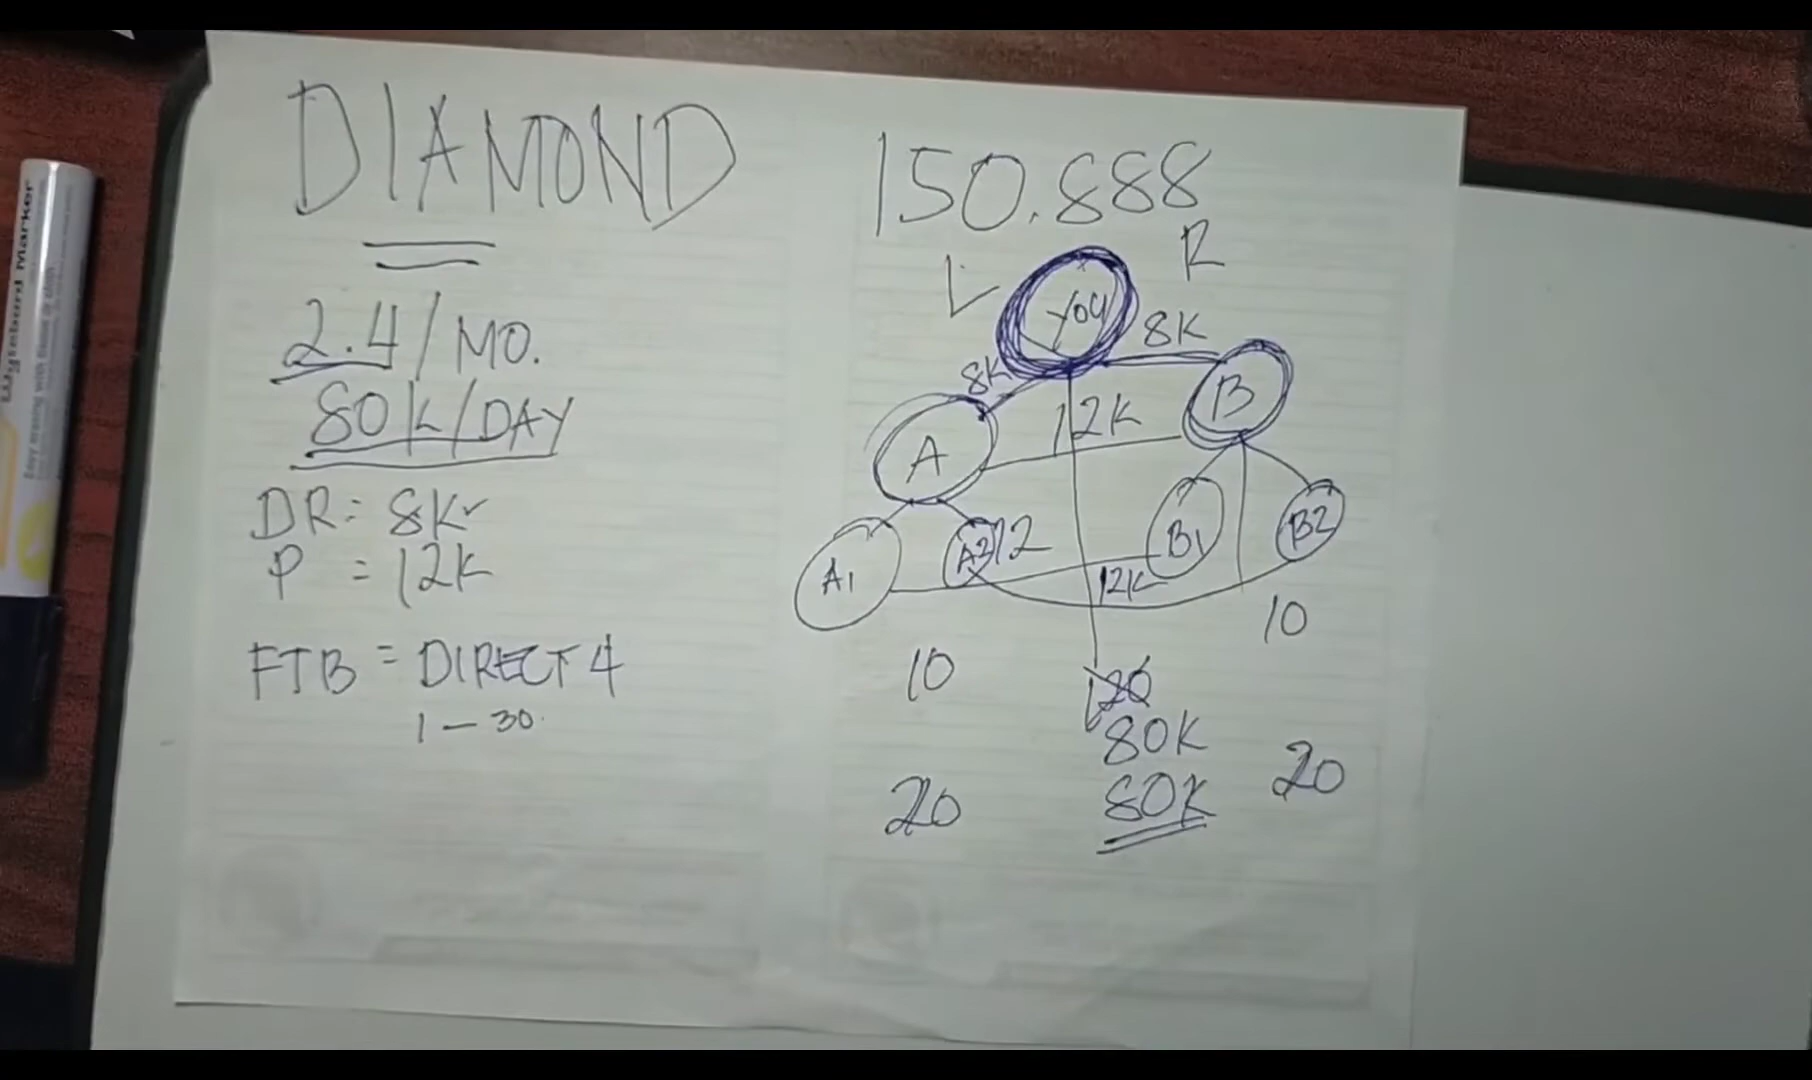 DIAMOND
2.4/MO.
80K/DAY
DR: 8K
P = 12K
FTB = DIRECT 4
1 – 30
150.888
L R
YOU
8K 8K
A 12K B
A1 A2 12 B1 B2
12K
10 10
120
80K
20 80K 20
Wyteboard Marker